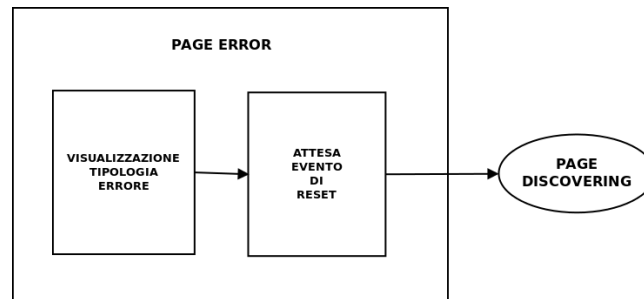 PAGE ERROR
VISUALIZZAZIONE
TIPOLOGIA
ERRORE
ATTESA
EVENTO
DI
RESET
PAGE
DISCOVERING